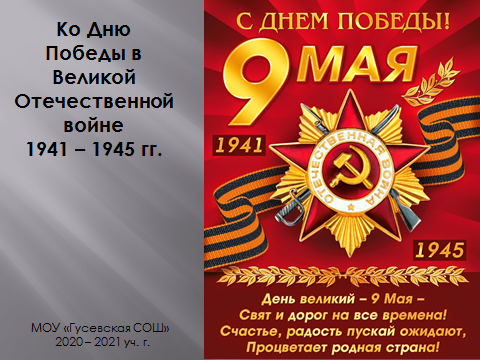 Ко Дню
Победы в
Великой
Отечественной
войне
1941 – 1945 гг.
МОУ «Гусевская СОШ»
2020 – 2021 уч. г.
С ДНЕМ ПОБЕДЫ!
9 МАЯ
1941
ОТЕЧЕСТВЕННАЯ ВОЙНА
1945
День великий – 9 Мая –
Свят и дорог на все времена!
Счастье, радость пускай ожидают,
Процветает родная страна!